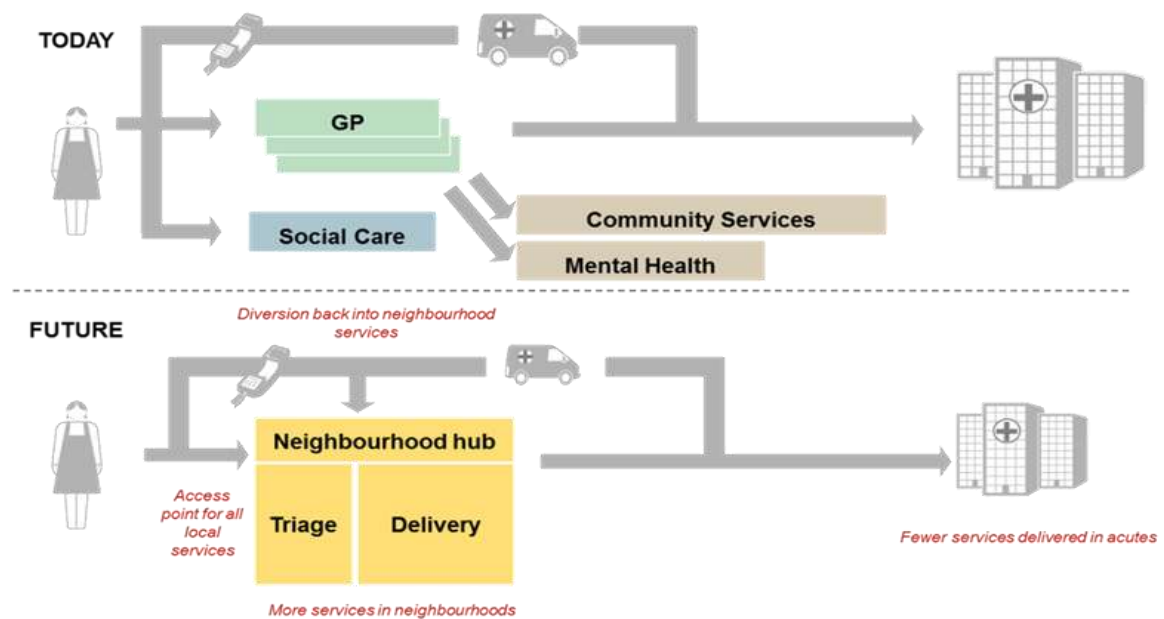 TODAY
GP
Social Care
Community Services
Mental Health
FUTURE
Diversion back into neighbourhood
services
Neighbourhood hub
Access
point for all
local
services
Triage
Delivery
Fewer services delivered in acutes
More services in neighbourhoods